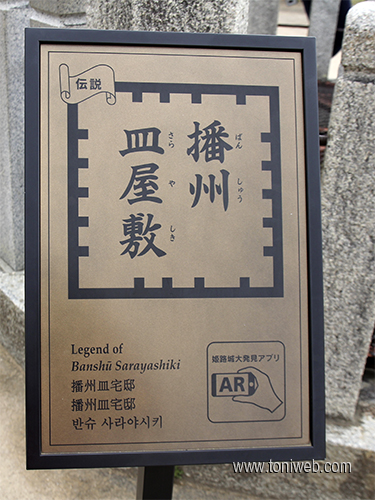 伝説
播州
ばんしゅう
皿屋敷
さらやしき
Legend of
Banshū Sarayashiki
播州皿宅邸
播州皿宅邸
반슈 사라야시키
姫路城大発見アプリ
AR
www.toniweb.com